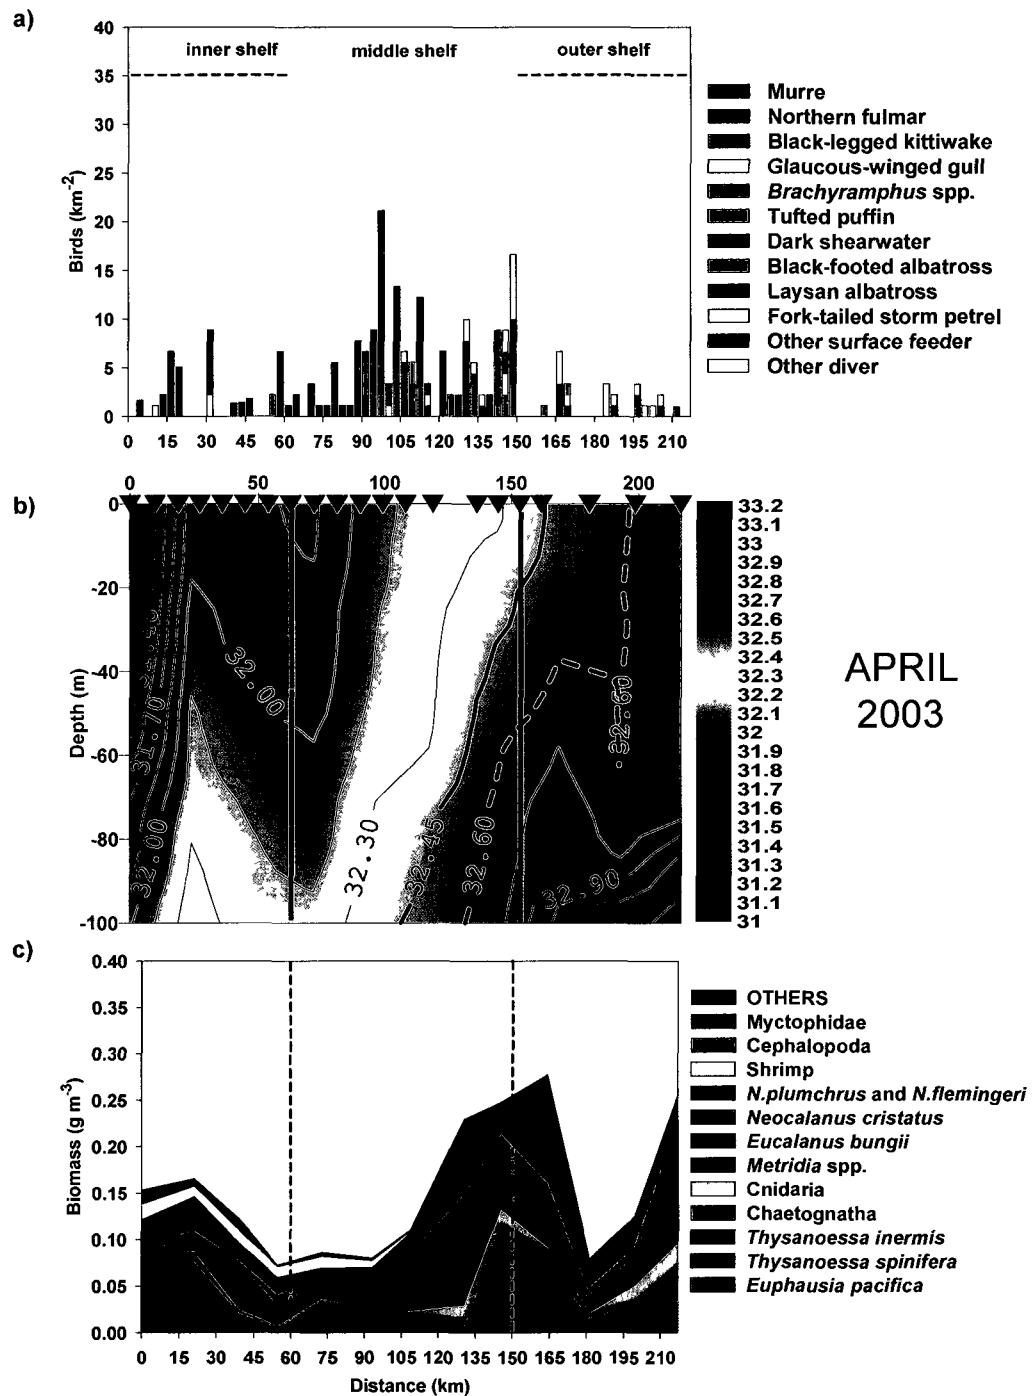 a)
40
35
30
25
20
15
10
5
0
Birds (km-2)
inner shelf
middle shelf
outer shelf
0 15 30 45 60 75 90 105 120 135 150 165 180 195 210
Murre
Northern fulmar
Black-legged kittiwake
Glaucous-winged gull
Brachyramphus spp.
Tufted puffin
Dark shearwater
Black-footed albatross
Laysan albatross
Fork-tailed storm petrel
Other surface feeder
Other diver
b)
0 50 100 150 200
0
-20
-40
-60
-80
-100
Depth (m)
31.70
32.00
32.00
32.30
32.45
32.60
32.60
32.90
33.2
33.1
33
32.9
32.8
32.7
32.6
32.5
32.4
32.3
32.2
32.1
32
31.9
31.8
31.7
31.6
31.5
31.4
31.3
31.2
31.1
31
APRIL
2003
c)
0.40
0.35
0.30
0.25
0.20
0.15
0.10
0.05
0.00
Biomass (g m-3)
0 15 30 45 60 75 90 105 120 135 150 165 180 195 210
Distance (km)
OTHERS
Myctophidae
Cephalopoda
Shrimp
N.plumchrus and N.flemingeri
Neocalanus cristatus
Eucalanus bungii
Metridia spp.
Cnidaria
Chaetognatha
Thysanoessa inermis
Thysanoessa spinifera
Euphausia pacifica